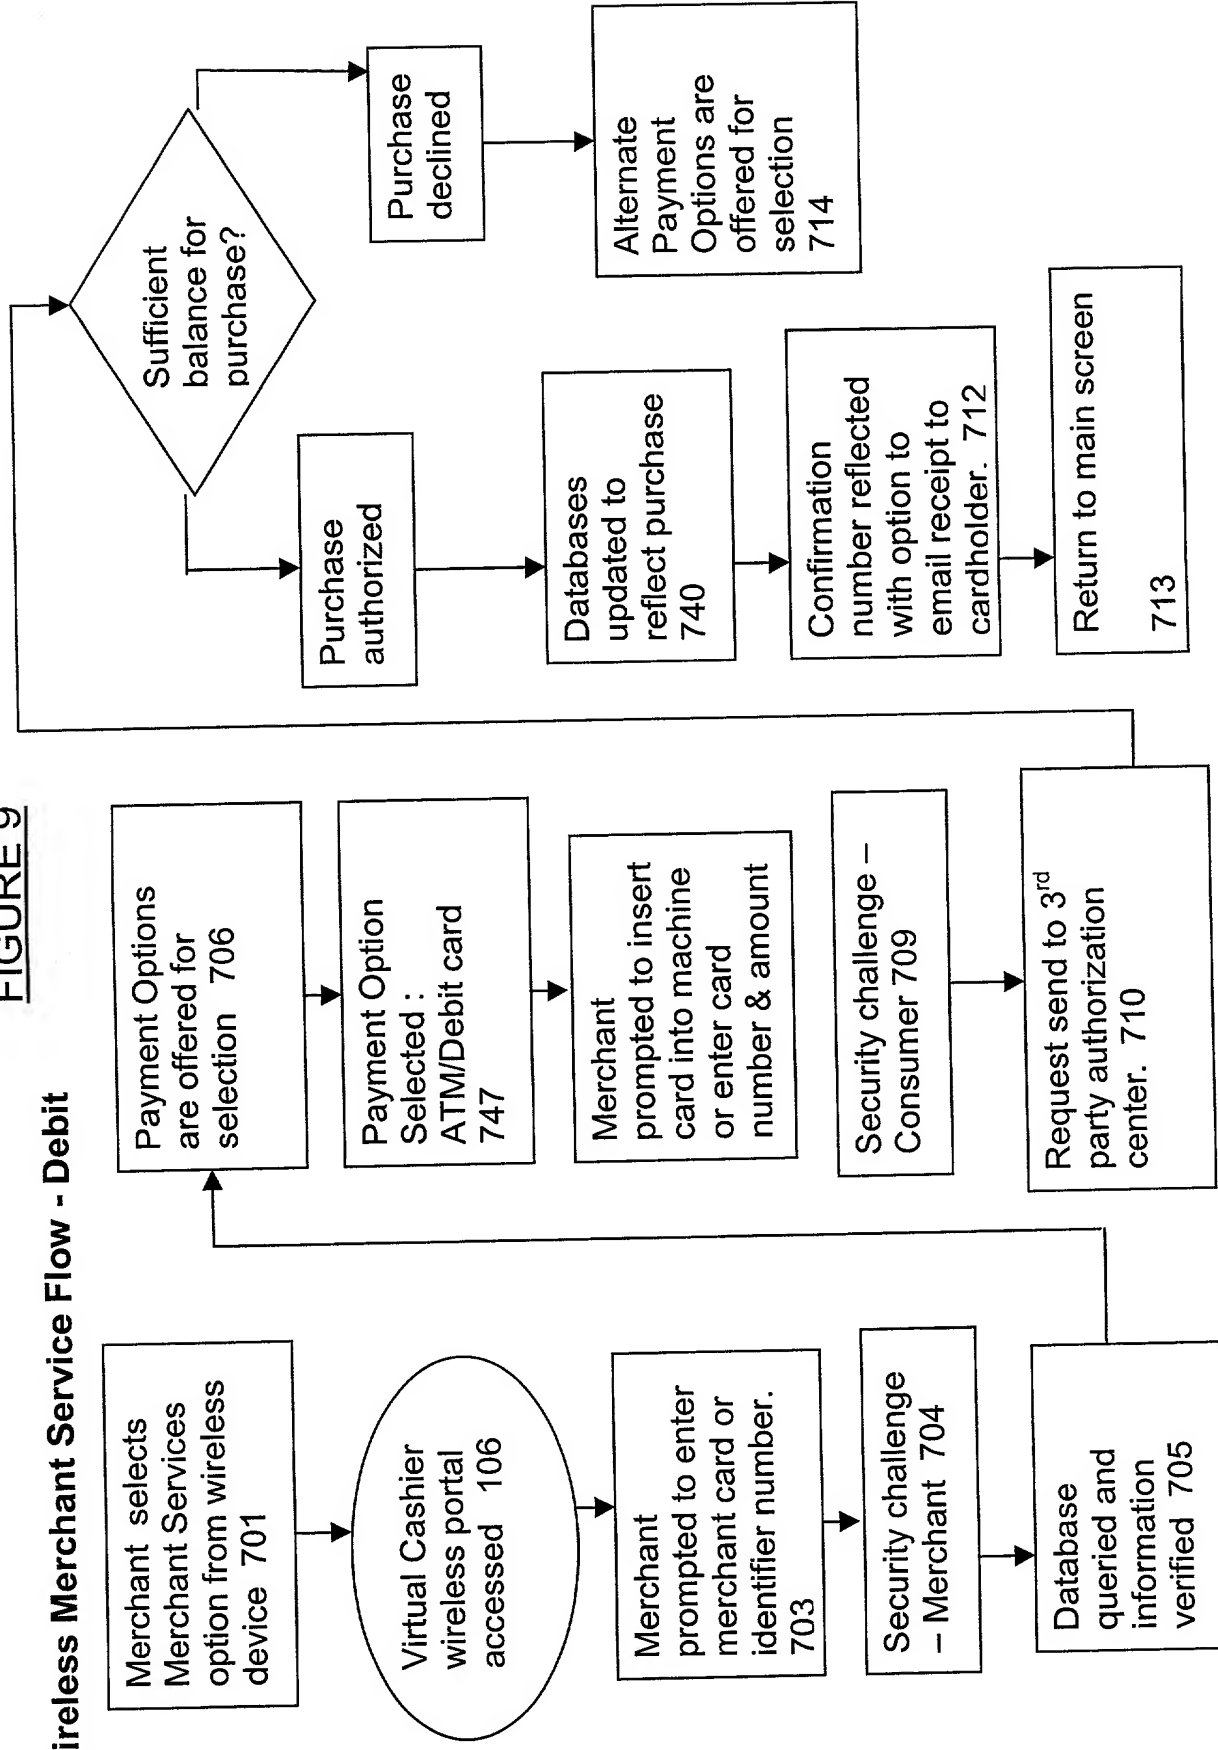 FIGURE 9
ireless Merchant Service Flow - Debit
Merchant selects
Merchant Services
option from wireless
device 701
Virtual Cashier
wireless portal
accessed 106
Merchant
prompted to enter
merchant card or
identifier number.
703
Security challenge
– Merchant 704
Database
queried and
information
verified 705
Payment Options
are offered for
selection 706
Payment Option
Selected :
ATM/Debit card
747
Merchant
prompted to insert
card into machine
or enter card
number & amount
Security challenge –
Consumer 709
Request send to 3rd
party authorization
center. 710
Sufficient
balance for
purchase?
Purchase
authorized
Databases
updated to
reflect purchase
740
Confirmation
number reflected
with option to
email receipt to
cardholder. 712
Return to main screen
713
Purchase
declined
Alternate
Payment
Options are
offered for
selection
714